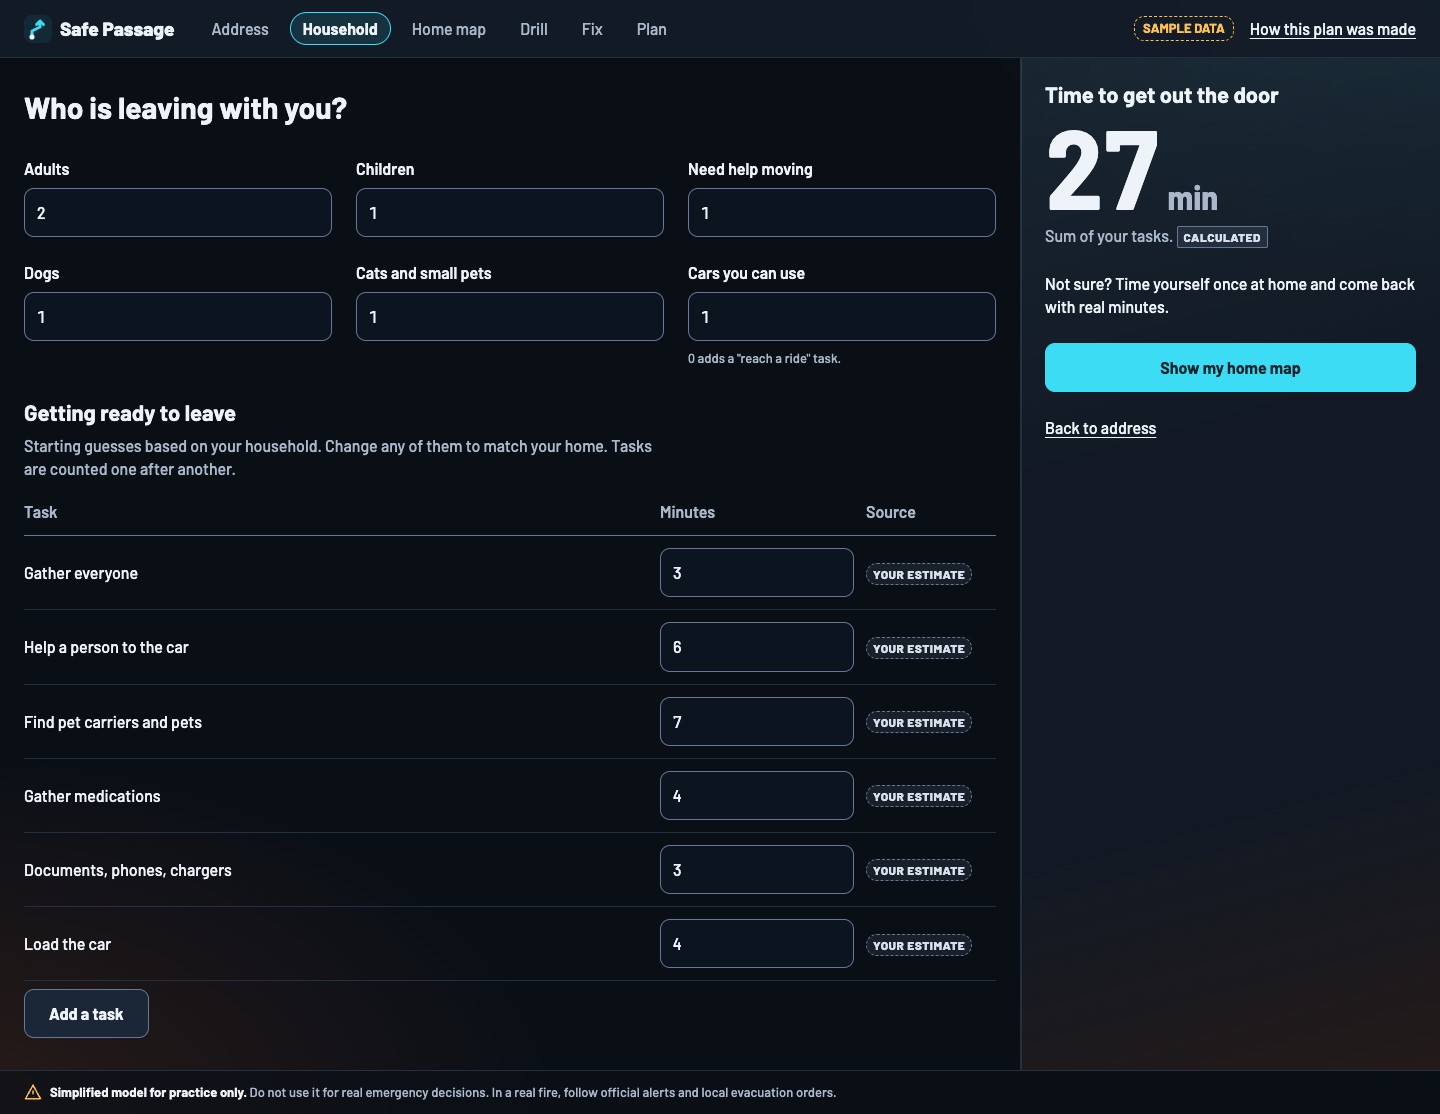 Safe Passage
Address
Household
Home map
Drill
Fix
Plan
SAMPLE DATA
How this plan was made
Who is leaving with you?
Adults
Children
Need help moving
2
1
1
Dogs
Cats and small pets
Cars you can use
1
1
1
0 adds a "reach a ride" task.
Getting ready to leave
Starting guesses based on your household. Change any of them to match your home. Tasks
are counted one after another.
Task
Minutes
Source
Gather everyone
3
YOUR ESTIMATE
Help a person to the car
6
YOUR ESTIMATE
Find pet carriers and pets
7
YOUR ESTIMATE
Gather medications
4
YOUR ESTIMATE
Documents, phones, chargers
3
YOUR ESTIMATE
Load the car
4
YOUR ESTIMATE
Add a task
Time to get out the door
27 min
Sum of your tasks. CALCULATED
Not sure? Time yourself once at home and come back
with real minutes.
Show my home map
Back to address
Simplified model for practice only. Do not use it for real emergency decisions. In a real fire, follow official alerts and local evacuation orders.